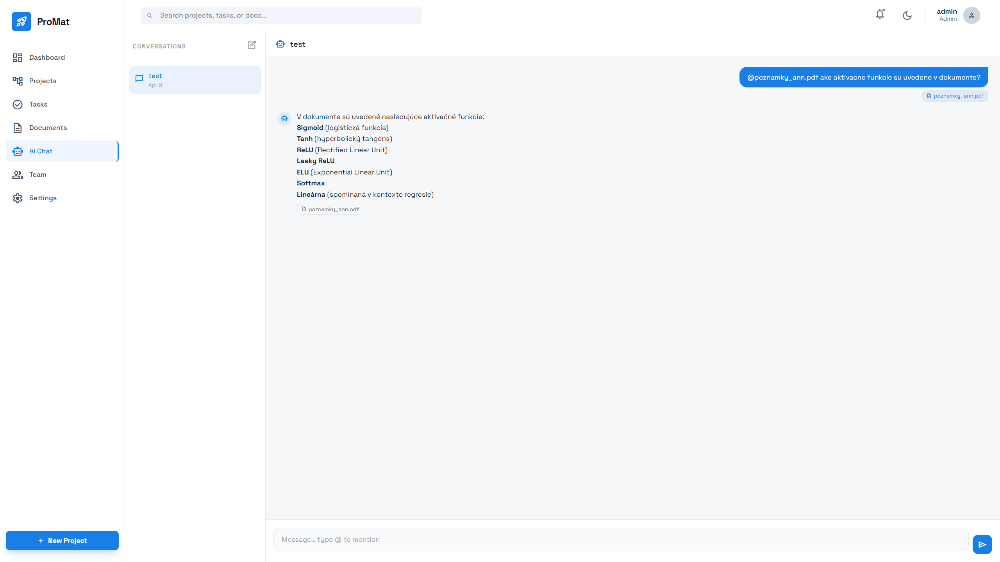 ProMat
Dashboard
Projects
Tasks
Documents
AI Chat
Team
Settings
+ New Project
Search projects, tasks, or docs...
admin
Admin
CONVERSATIONS
test
Apr 9
test
@poznamky_ann.pdf ake aktivacne funkcie su uvedene v dokumente?
poznamky_ann.pdf
V dokumente sú uvedené nasledujúce aktivačné funkcie:
Sigmoid (logistická funkcia)
Tanh (hyperbolický tangens)
ReLU (Rectified Linear Unit)
Leaky ReLU
ELU (Exponential Linear Unit)
Softmax
Lineárna (spomínaná v kontexte regresie)
poznamky_ann.pdf
Message... type @ to mention